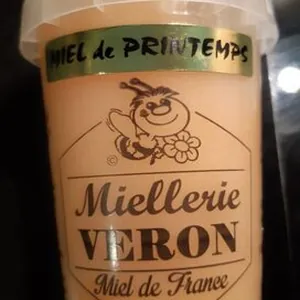 MIEL de PRINTEMPS
©
Miellerie
VERON
Miel de France